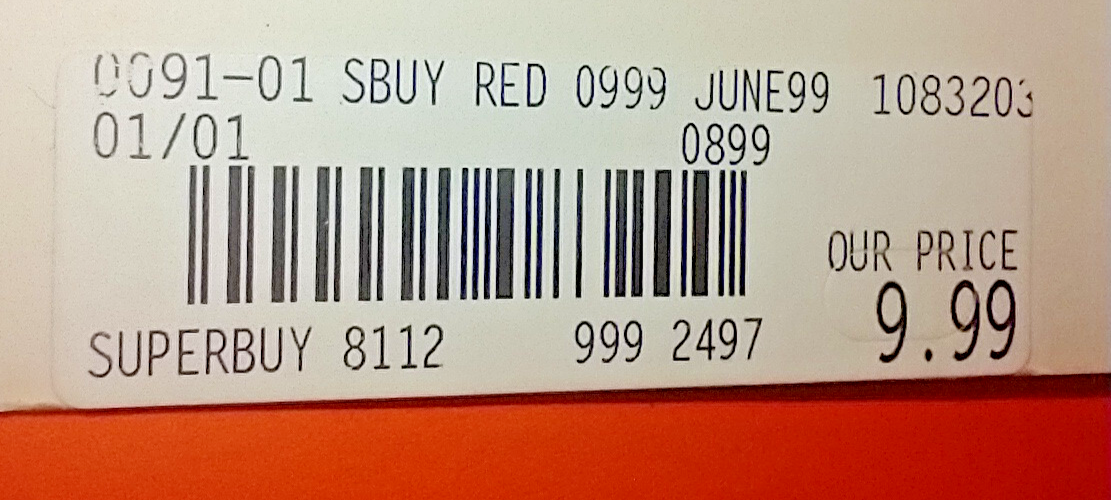 0091-01 SBUY RED 0999 JUNE99 1083203
01/01 0899
OUR PRICE
9.99
SUPERBUY 8112 999 2497